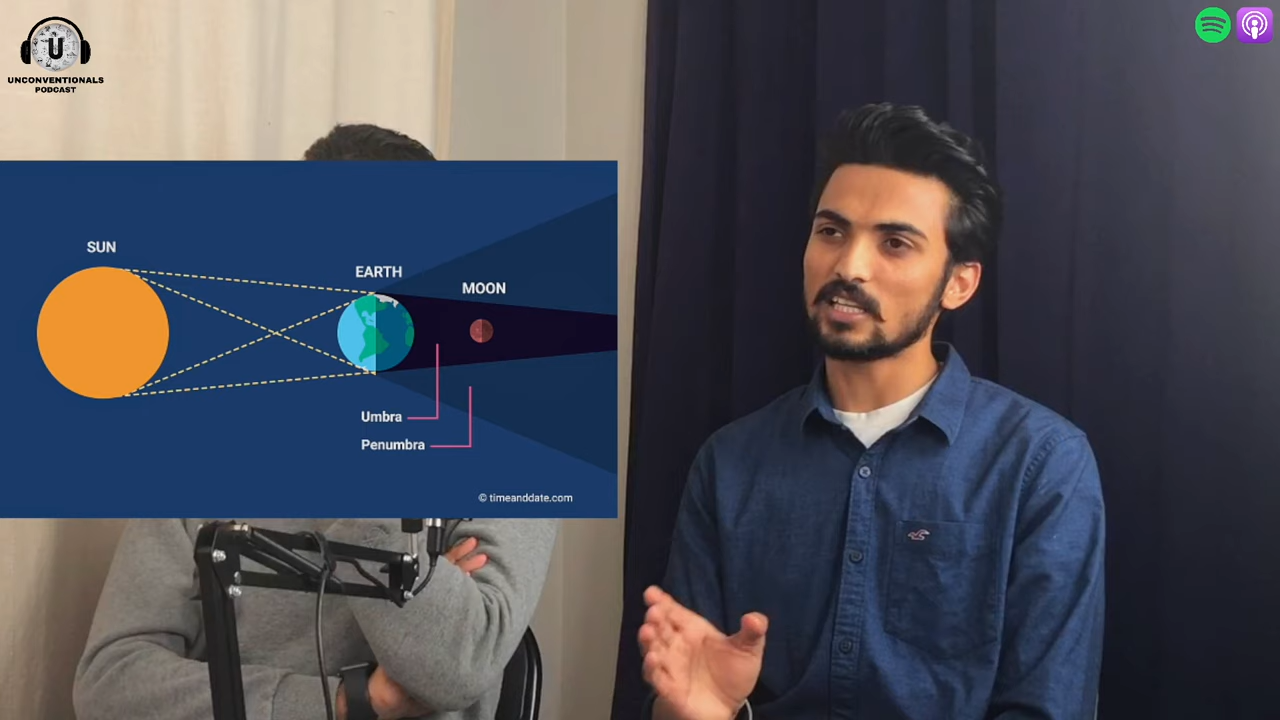 U
UNCONVENTIONALS
PODCAST
SUN
EARTH
MOON
Umbra
Penumbra
© timeanddate.com